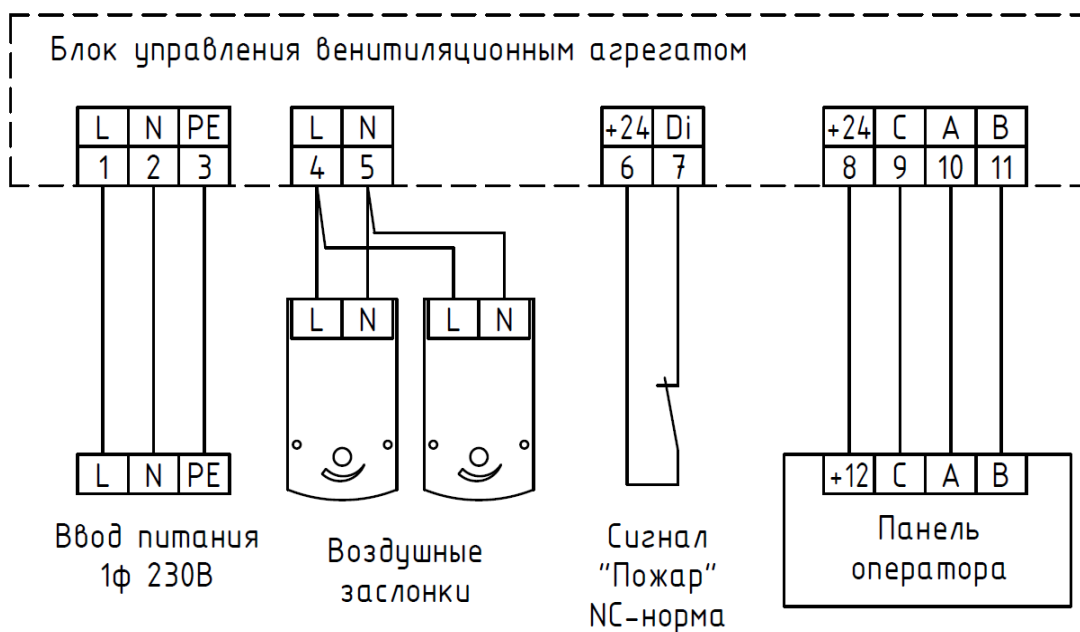 Блок управления венитиляционным агрегатом
L N PE L N +24 Di +24 C A B
1 2 3 4 5 6 7 8 9 10 11
L N L N
L N PE +12 C A B
Ввод питания
1ф 230В
Воздушные
заслонки
Сигнал
"Пожар"
NC-норма
Панель
оператора